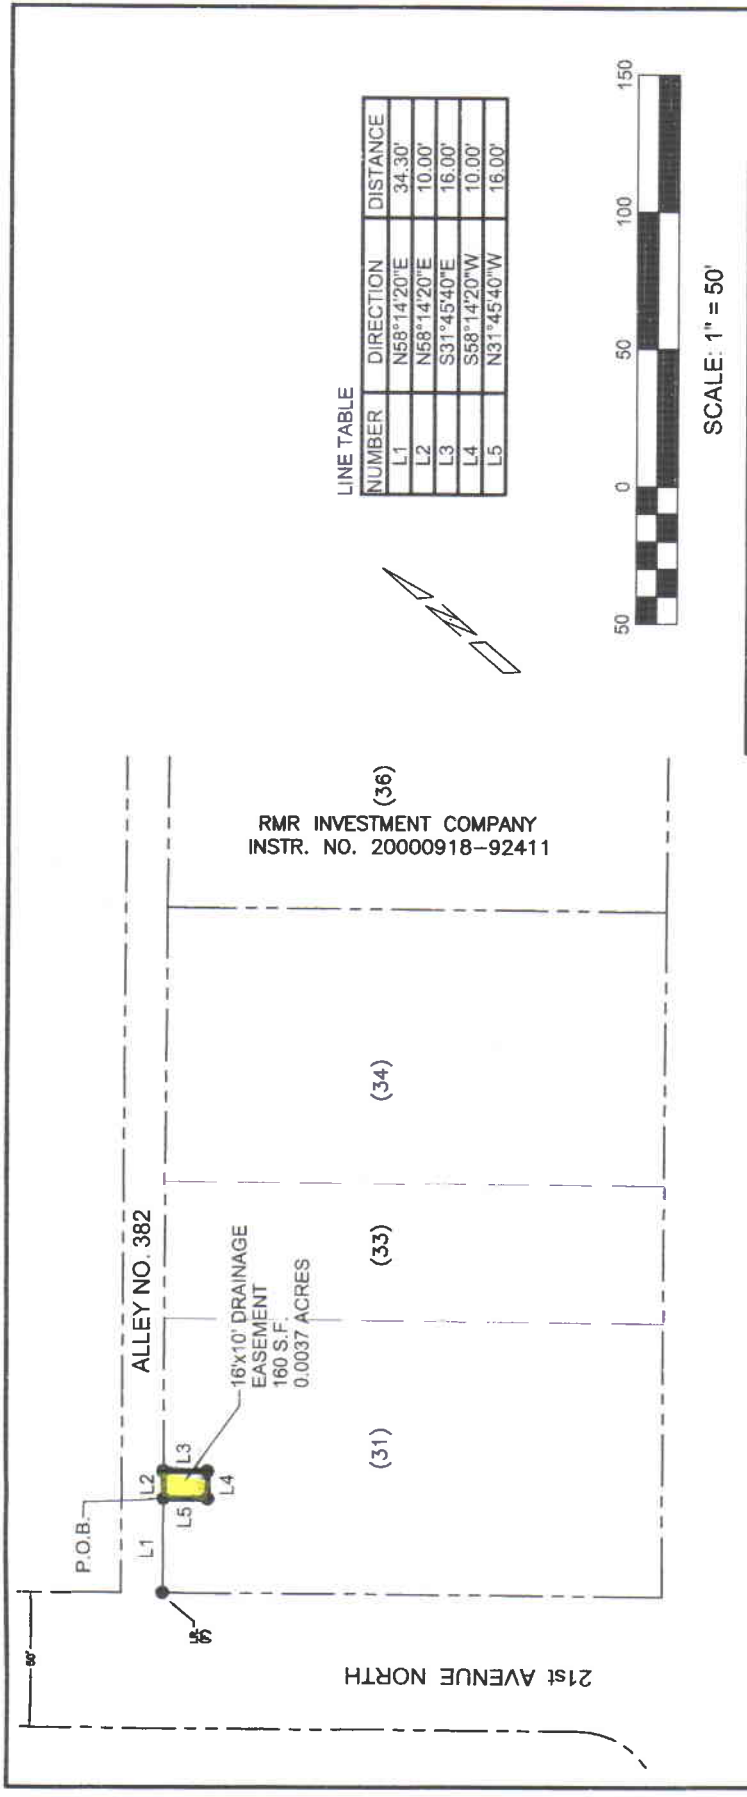 50'
21st AVENUE NORTH
I.R.
(F)
P.O.B.
L1
L2
L5
L3
L4
ALLEY NO. 382
16'x10' DRAINAGE
EASEMENT
160 S.F.
0.0037 ACRES
(31)
(33)
(34)
(36)
RMR INVESTMENT COMPANY
INSTR. NO. 20000918-92411
LINE TABLE
NUMBER DIRECTION DISTANCE
L1 N58°14'20"E 34.30'
L2 N58°14'20"E 10.00'
L3 S31°45'40"E 16.00'
L4 S58°14'20"W 10.00'
L5 N31°45'40"W 16.00'
50 0 50 100 150
SCALE: 1" = 50'